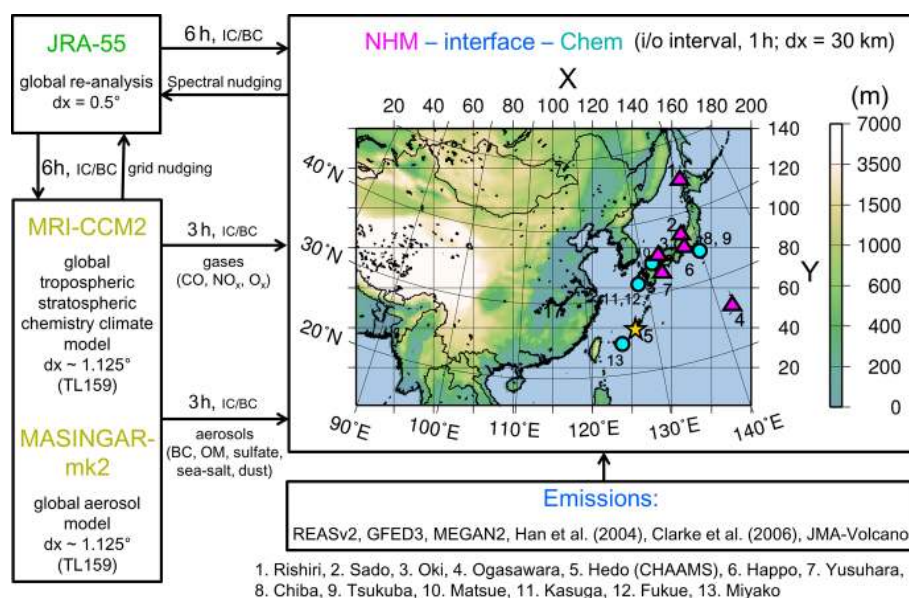 JRA-55
global re-analysis
dx = 0.5°
6h, IC/BC
Spectral nudging
6h, IC/BC
grid nudging
MRI-CCM2
global
tropospheric
stratospheric
chemistry climate
model
dx ~ 1.125°
(TL159)
MASINGAR-
mk2
global aerosol
model
dx ~ 1.125°
(TL159)
3h, IC/BC
gases
(CO, NOₓ, Oₓ)
3h, IC/BC
aerosols
(BC, OM, sulfate,
sea-salt, dust)
NHM – interface – Chem (i/o interval, 1h; dx = 30 km)
X
20 40 60 80 100 120 140 160 180 200
140
120
100
80
60
40
20
Y
40°N
30°N
20°N
90°E 100°E 110°E 120°E 130°E 140°E
1
2
3
8, 9
6
7
11,12
4
5
13
(m)
7000
3500
1500
1000
600
400
200
0
Emissions:
REASv2, GFED3, MEGAN2, Han et al. (2004), Clarke et al. (2006), JMA-Volcano
1. Rishiri, 2. Sado, 3. Oki, 4. Ogasawara, 5. Hedo (CHAAMS), 6. Happo, 7. Yusuhara,
8. Chiba, 9. Tsukuba, 10. Matsue, 11. Kasuga, 12. Fukue, 13. Miyako